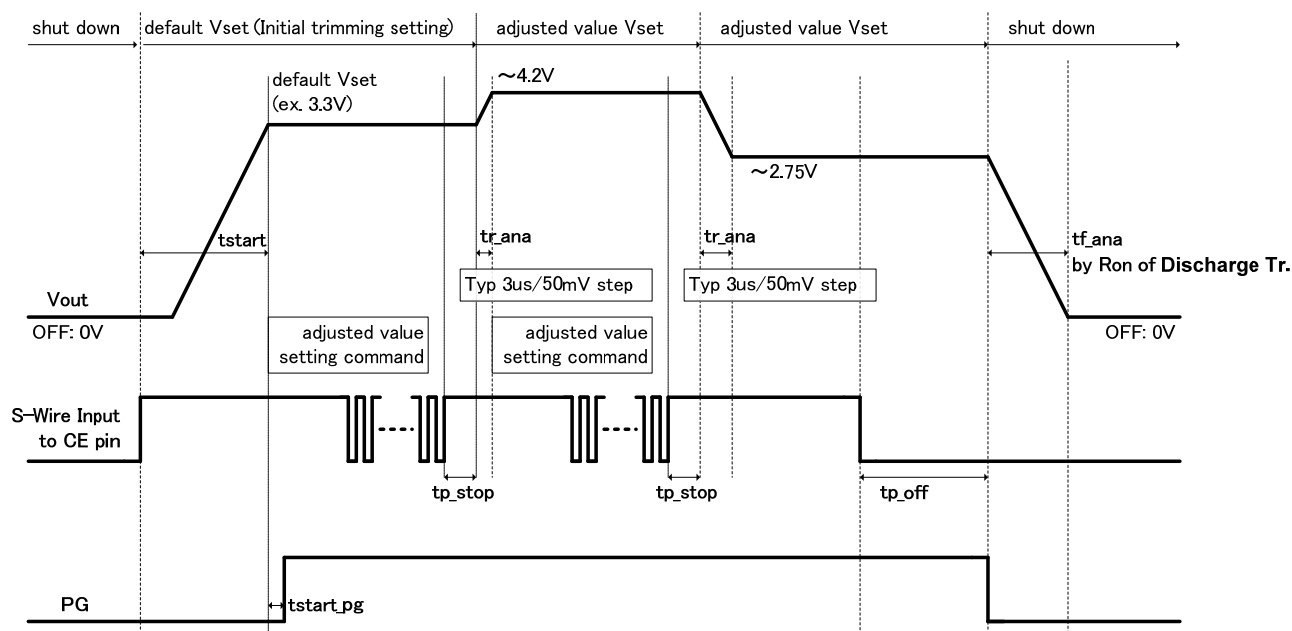 shut down
default Vset (Initial trimming setting)
adjusted value Vset
adjusted value Vset
shut down
default Vset
(ex. 3.3V)
～4.2V
～2.75V
tstart
tr_ana
tr_ana
tf_ana
by Ron of Discharge Tr.
Typ 3us/50mV step
Typ 3us/50mV step
Vout
OFF: 0V
OFF: 0V
adjusted value
setting command
adjusted value
setting command
S-Wire Input
to CE pin
tp_stop
tp_stop
tp_off
PG
tstart_pg